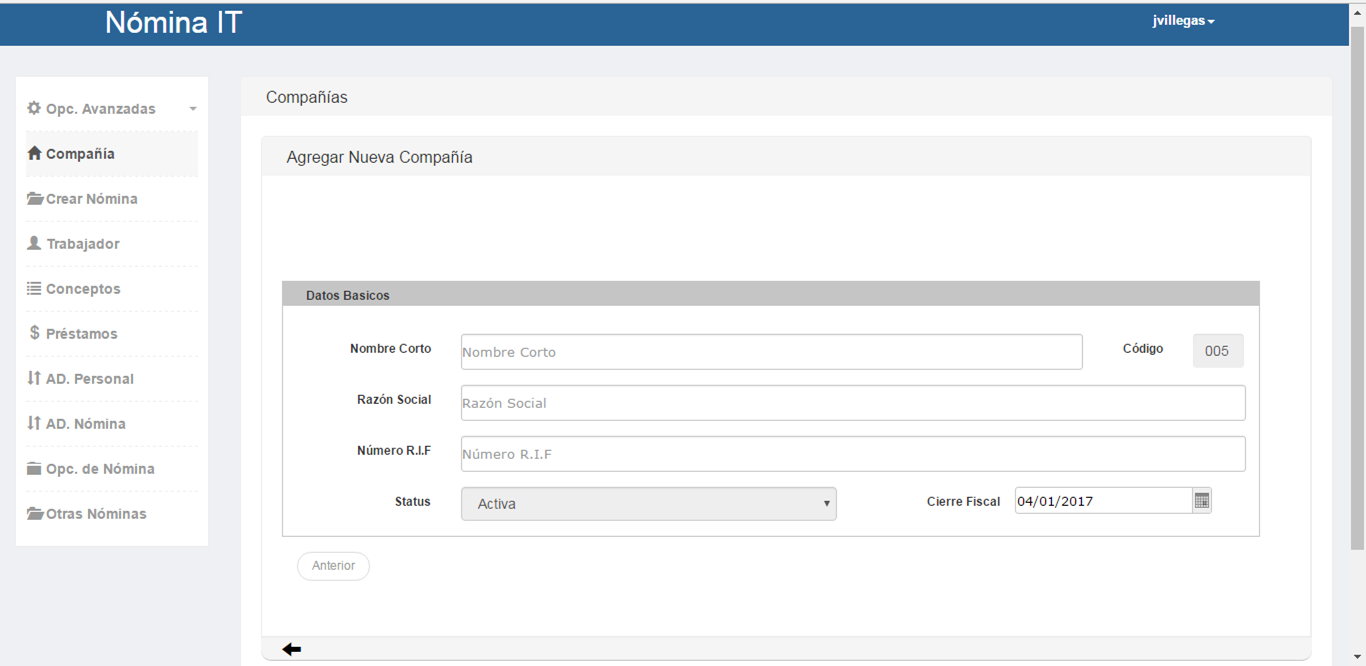 Nómina IT
jvillegas
Opc. Avanzadas
Compañía
Crear Nómina
Trabajador
Conceptos
Préstamos
AD. Personal
AD. Nómina
Opc. de Nómina
Otras Nóminas
Compañías
Agregar Nueva Compañía
Datos Basicos
Nombre Corto Nombre Corto Código 005
Razón Social Razón Social
Número R.I.F Número R.I.F
Status Activa Cierre Fiscal 04/01/2017
Anterior